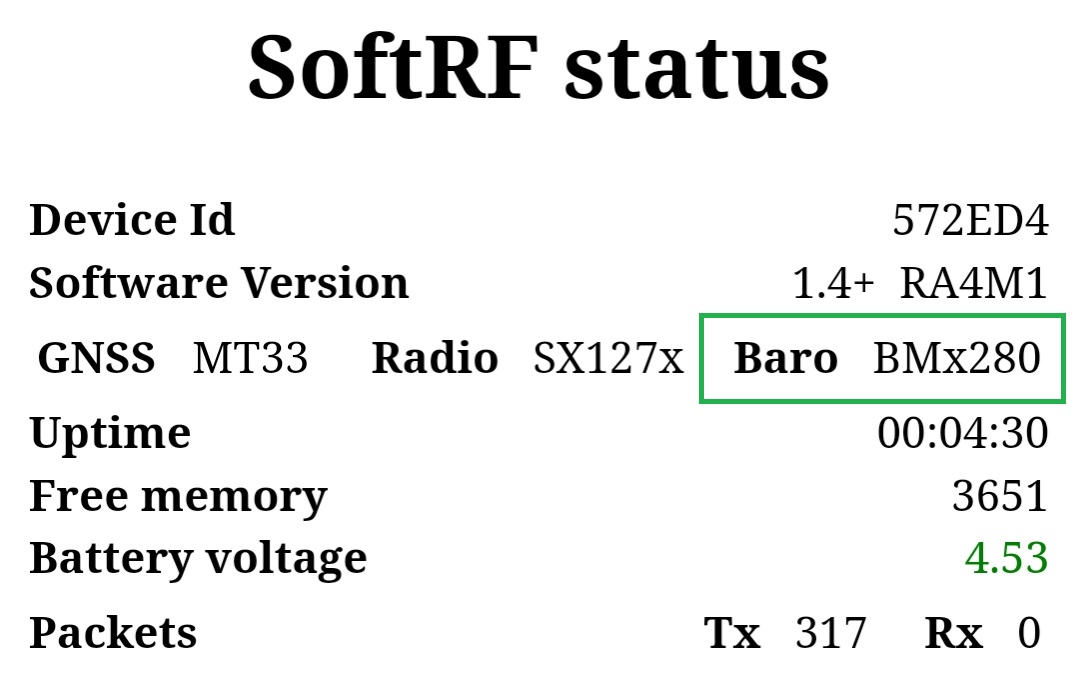 SoftRF status
Device Id 572ED4
Software Version 1.4+ RA4M1
GNSS MT33 Radio SX127x Baro BMx280
Uptime 00:04:30
Free memory 3651
Battery voltage 4.53
Packets Tx 317 Rx 0